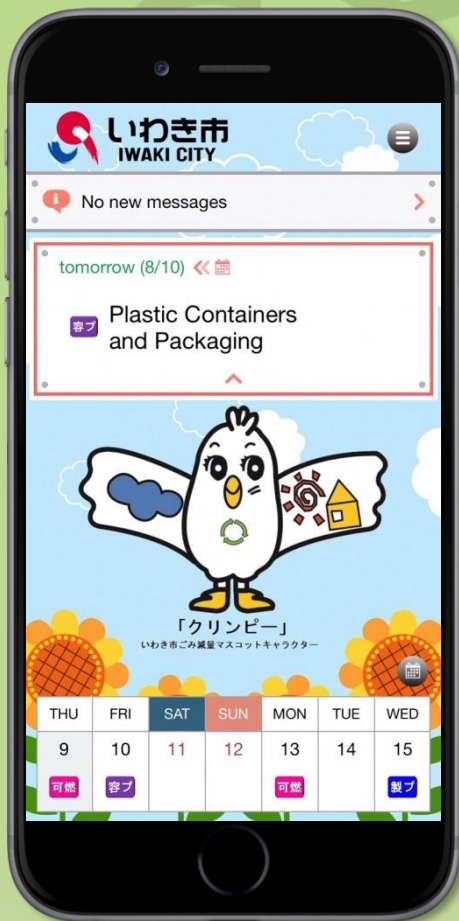 いわき市
IWAKI CITY
No new messages
tomorrow (8/10)
容プ
Plastic Containers
and Packaging
「クリンピー」
いわき市ごみ減量マスコットキャラクター
THU FRI SAT SUN MON TUE WED
9 10 11 12 13 14 15
可燃 容プ 可燃 製プ